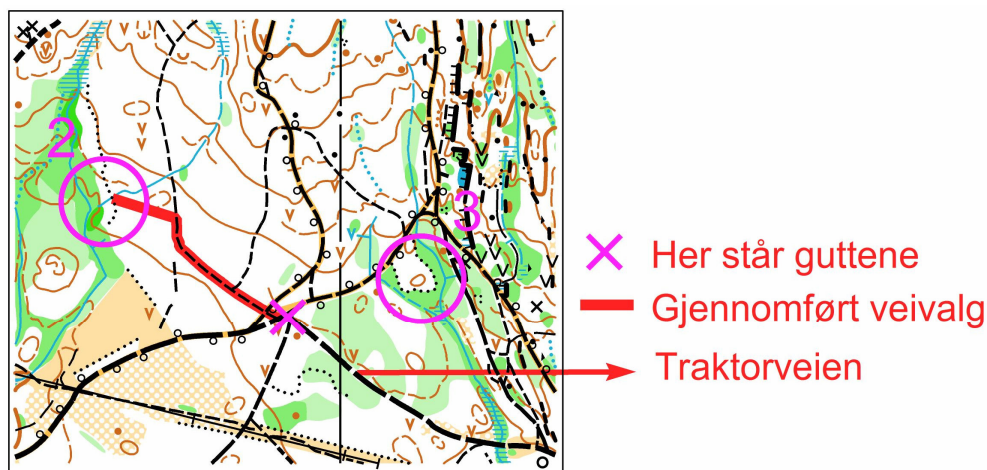 2
3
Her står guttene
Gjennomført veivalg
Traktorveien